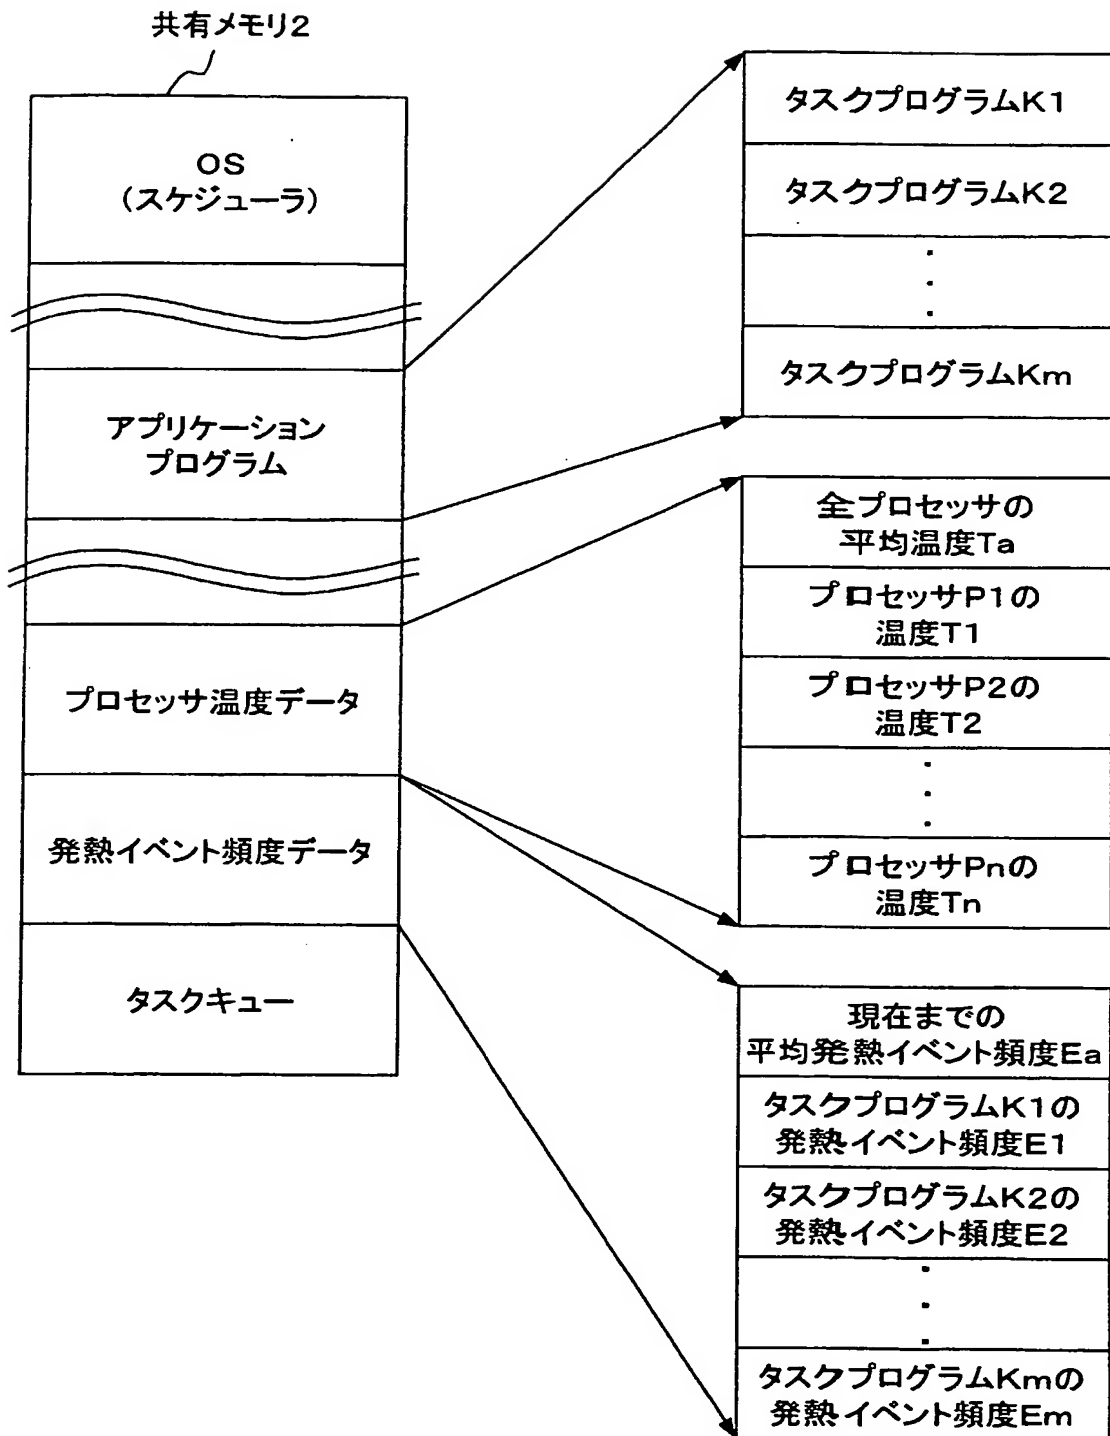 共有メモリ2
OS
(スケジューラ)
アプリケーション
プログラム
プロセッサ温度データ
発熱イベント頻度データ
タスクキュー
タスクプログラムK1
タスクプログラムK2
タスクプログラムKm
全プロセッサの
平均温度Ta
プロセッサP1の
温度T1
プロセッサP2の
温度T2
プロセッサPnの
温度Tn
現在までの
平均発熱イベント頻度Ea
タスクプログラムK1の
発熱イベント頻度E1
タスクプログラムK2の
発熱イベント頻度E2
タスクプログラムKmの
発熱イベント頻度Em